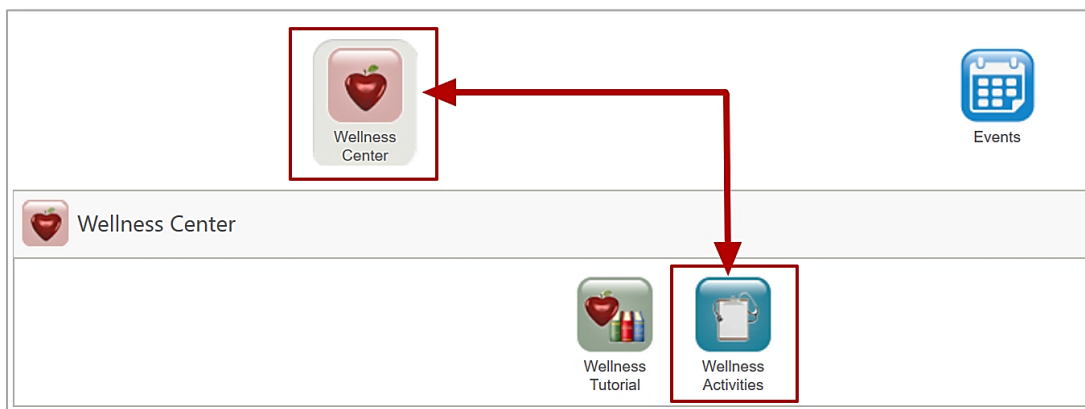 Wellness
Center
Events
Wellness Center
Wellness
Tutorial
Wellness
Activities